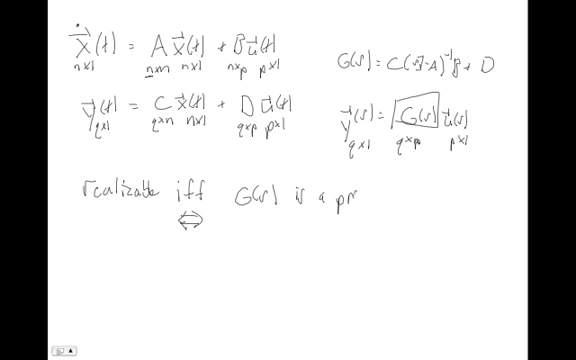 ẋ(t) = A x⃗(t) + B u⃗(t)
n×1 n×n n×1 n×p p×1
y⃗(t) = C x⃗(t) + D u⃗(t)
q×1 q×n n×1 q×p p×1
G(s) = C(sI-A)⁻¹B + D
y⃗(s) = G(s) u⃗(s)
q×1 q×p p×1
realizable iff G(s) is a pr
⇔